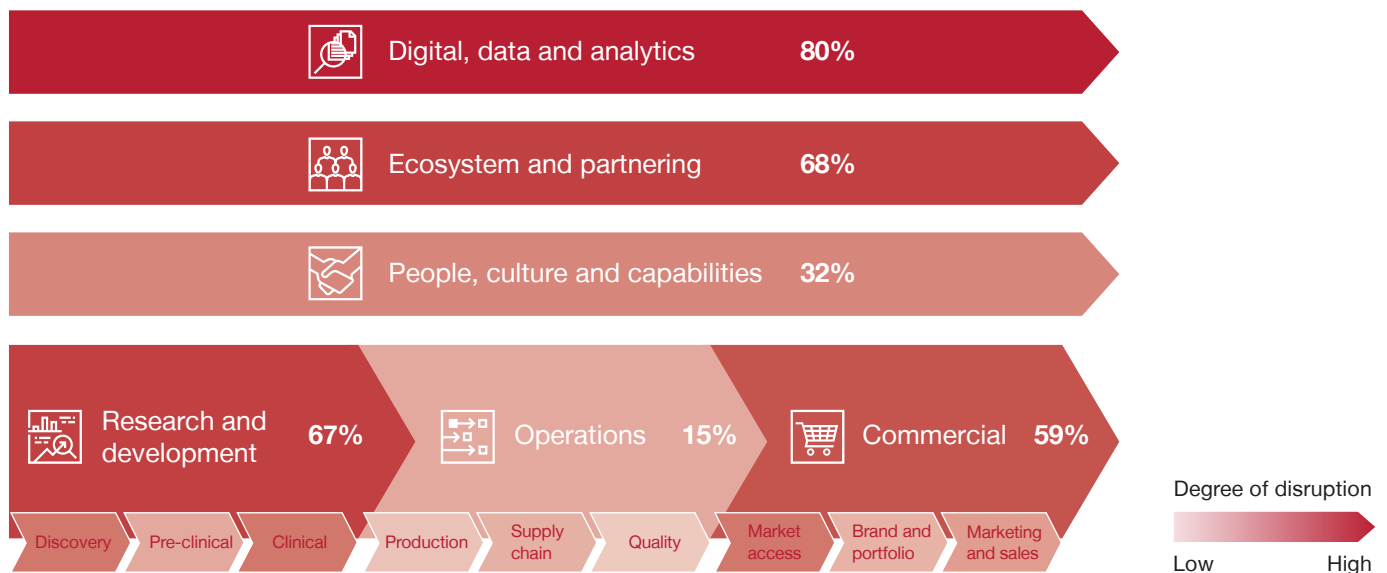 Digital, data and analytics 80%
Ecosystem and partnering 68%
People, culture and capabilities 32%
Research and
development 67%
Operations 15%
Commercial 59%
Discovery
Pre-clinical
Clinical
Production
Supply
chain
Quality
Market
access
Brand and
portfolio
Marketing
and sales
Degree of disruption
Low High